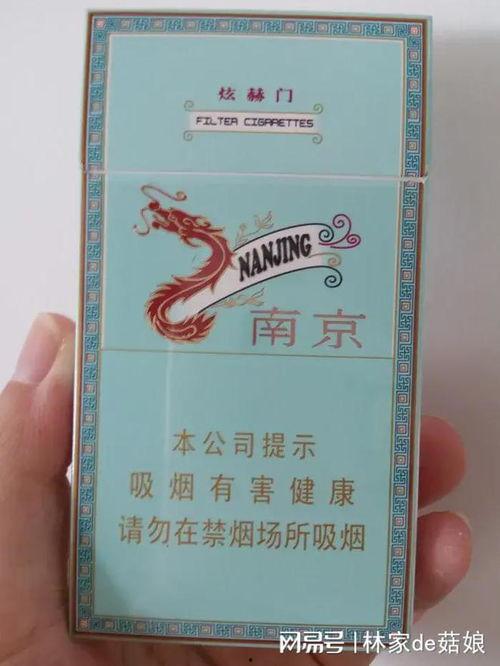 炫赫门
FILTER CIGARETTES
NANJING
南京
本公司提示
吸烟有害健康
请勿在禁烟场所吸烟
网易号 | 林家de菇娘